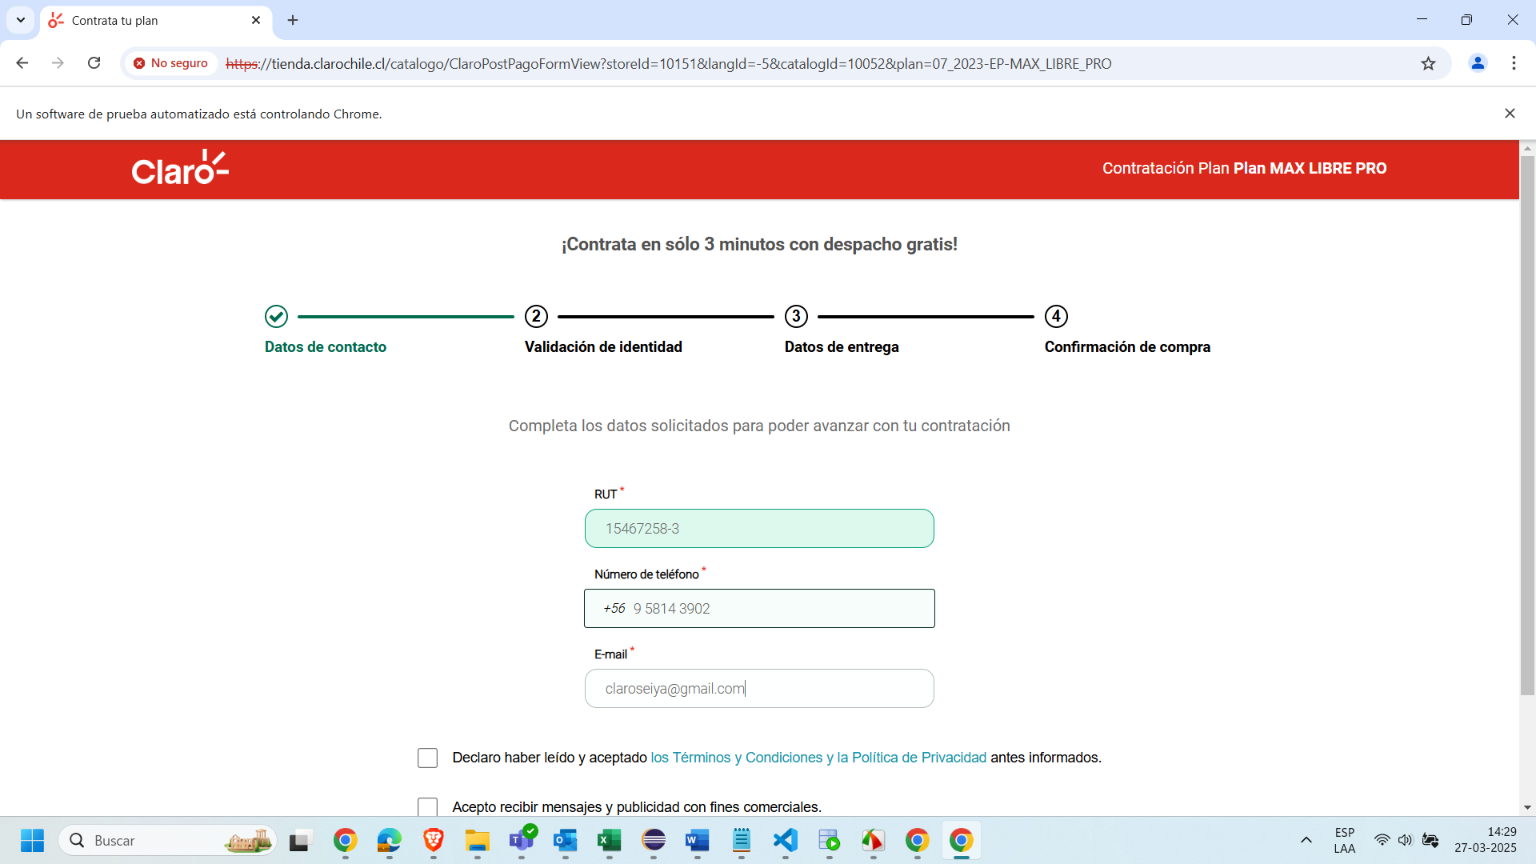 Contrata tu plan
No seguro
https://tienda.clarochile.cl/catalogo/ClaroPostPagoFormView?storeId=10151&langId=-5&catalogId=10052&plan=07_2023-EP-MAX_LIBRE_PRO
Un software de prueba automatizado está controlando Chrome.
Claro
Contratación Plan Plan MAX LIBRE PRO
¡Contrata en sólo 3 minutos con despacho gratis!
2
3
4
Datos de contacto
Validación de identidad
Datos de entrega
Confirmación de compra
Completa los datos solicitados para poder avanzar con tu contratación
RUT *
15467258-3
Número de teléfono *
+56 9 5814 3902
E-mail *
claroseiya@gmail.com
Declaro haber leído y aceptado los Términos y Condiciones y la Política de Privacidad antes informados.
Acepto recibir mensajes y publicidad con fines comerciales.
Buscar
ESP
LAA
14:29
27-03-2025